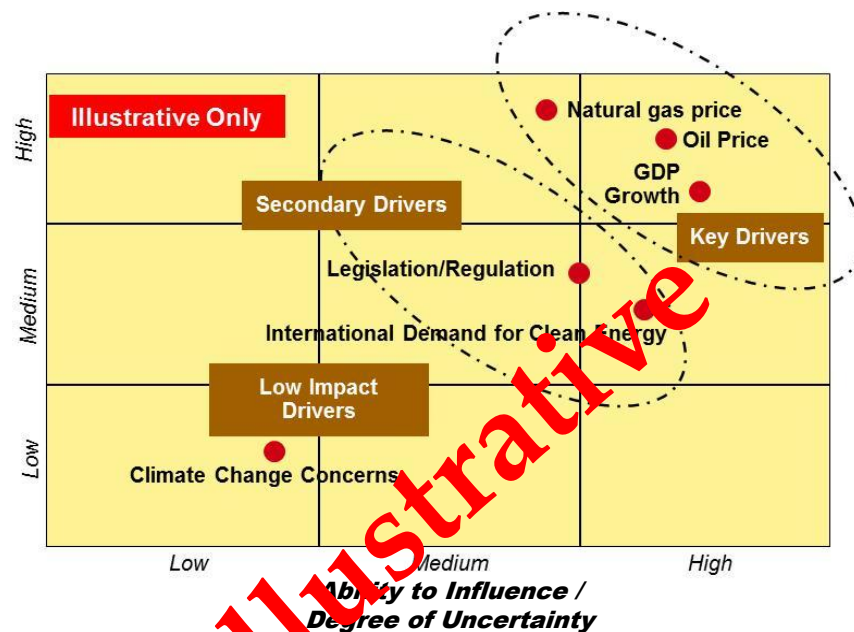 Illustrative Only
Natural gas price
Oil Price
GDP
Growth
High
Secondary Drivers
Key Drivers
Legislation/Regulation
International Demand for Clean Energy
Medium
Low Impact
Drivers
Climate Change Concerns
Low
Low
Medium
High
Ability to Influence /
Degree of Uncertainty
Illustrative